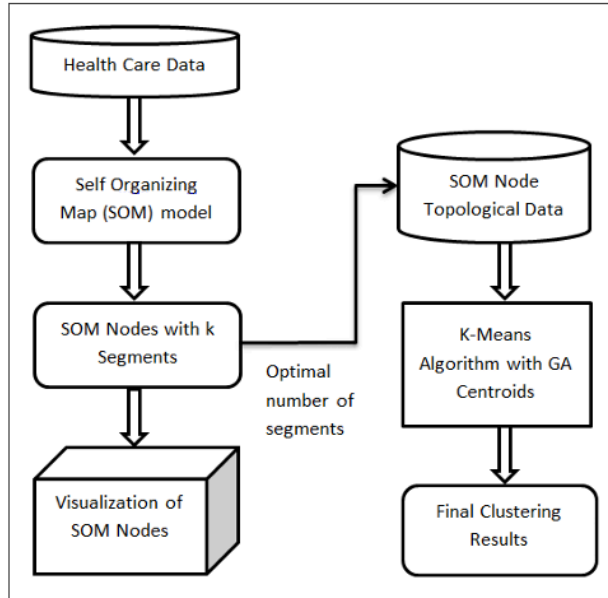 Health Care Data
Self Organizing
Map (SOM) model
SOM Nodes with k
Segments
Visualization of
SOM Nodes
Optimal
number of
segments
SOM Node
Topological Data
K-Means
Algorithm with GA
Centroids
Final Clustering
Results